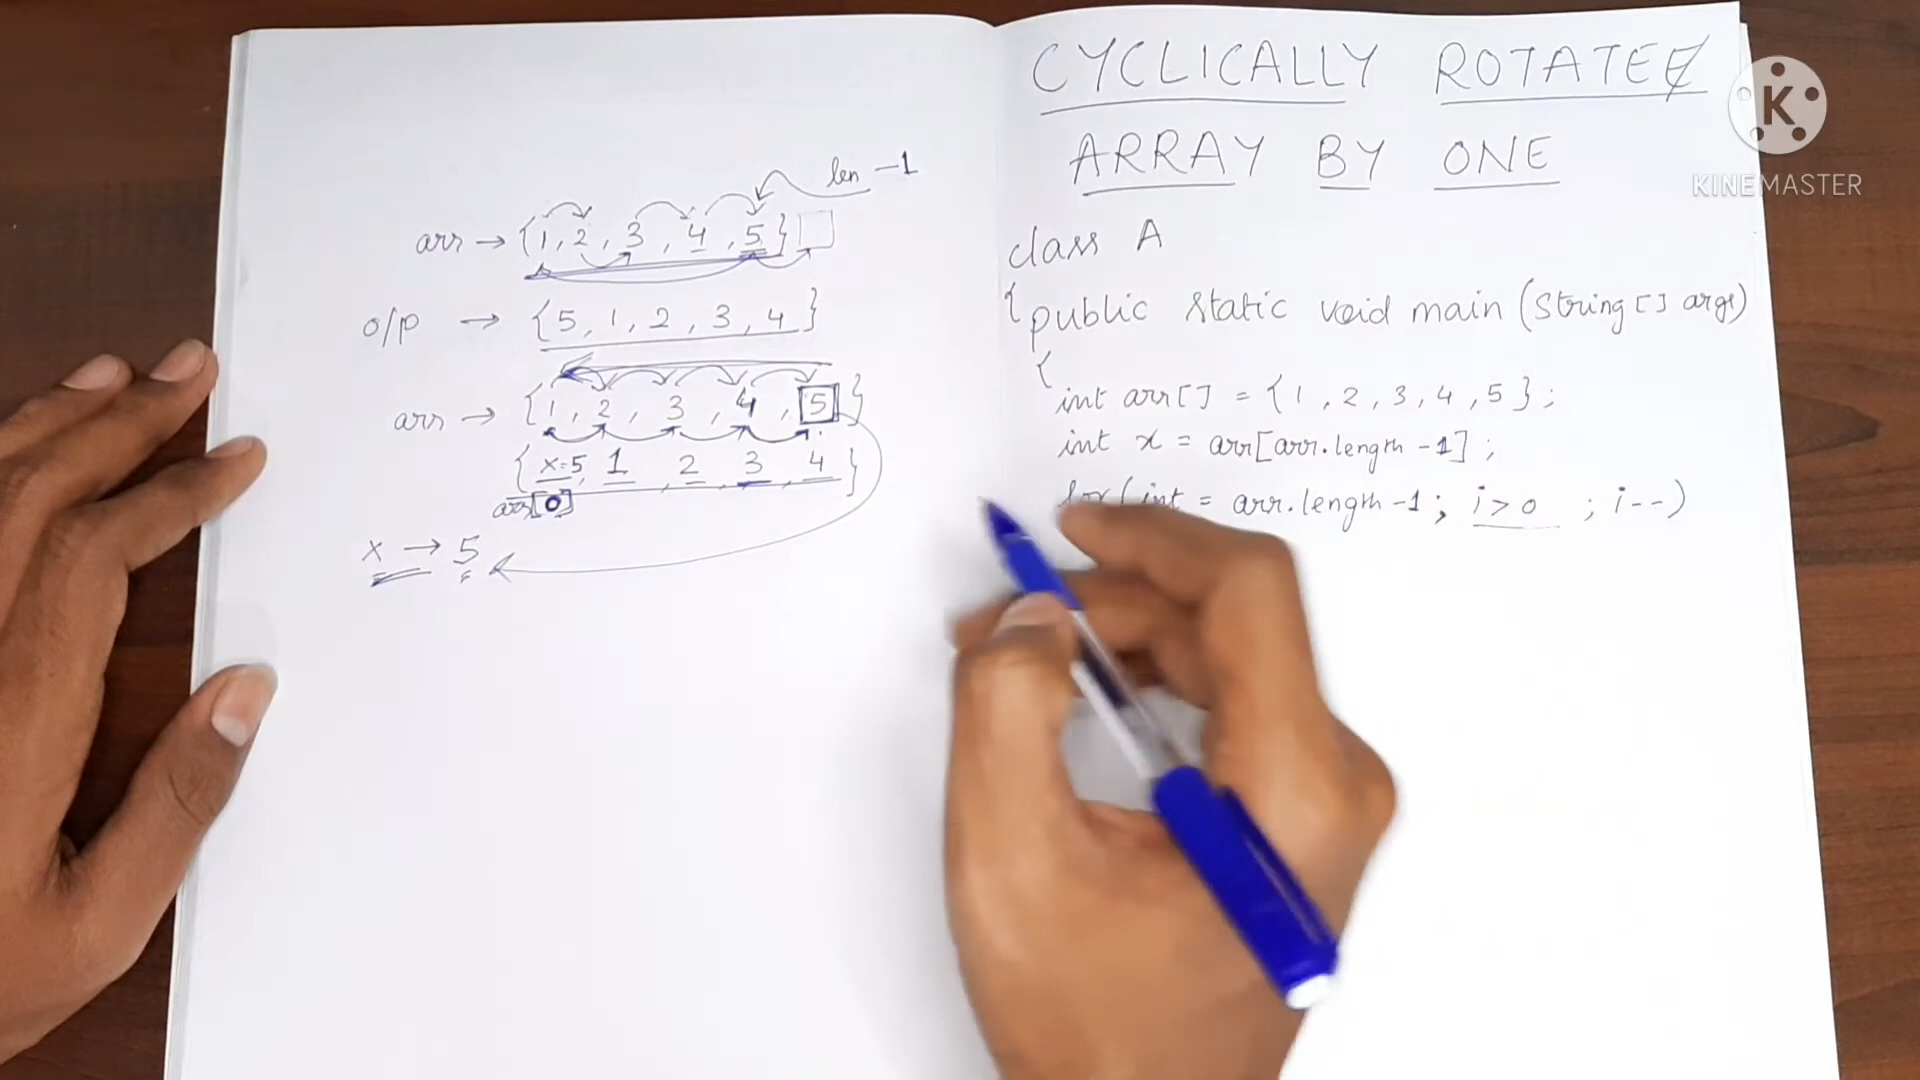 len -1
arr → {1, 2, 3, 4, 5}
o/p → {5, 1, 2, 3, 4}
arr → {1, 2, 3, 4, 5}
{x=5, 1, 2, 3, 4}
arr[0]
x → 5
CYCLICALLY ROTATE
ARRAY BY ONE
class A
{ public static void main (String [] args)
{
int arr[] = {1, 2, 3, 4, 5};
int x = arr[arr.length -1];
for (int = arr.length -1; i>0 ; i--)
K
KINEMASTER